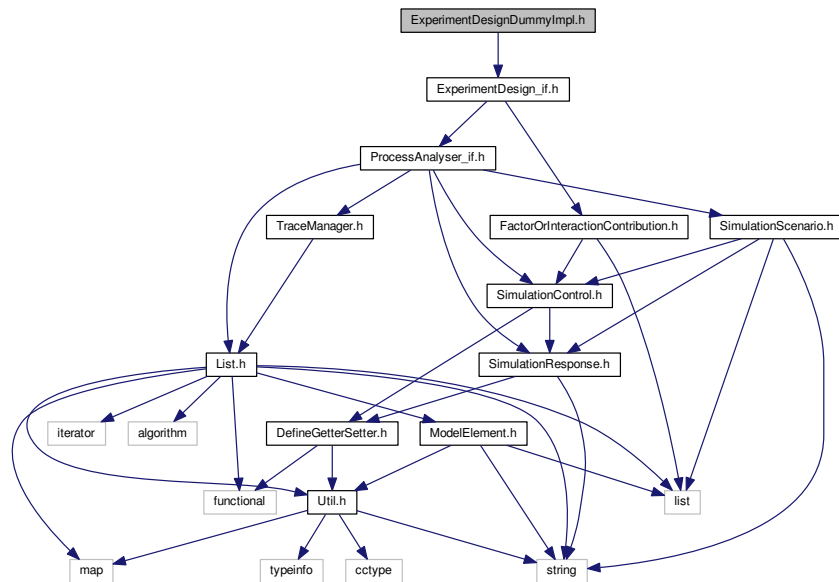 ExperimentDesignDummyImpl.h
ExperimentDesign_if.h
ProcessAnalyser_if.h
TraceManager.h
FactorOrInteractionContribution.h
SimulationScenario.h
SimulationControl.h
List.h
SimulationResponse.h
iterator
algorithm
DefineGetterSetter.h
ModelElement.h
functional
Util.h
list
map
typeinfo
cctype
string